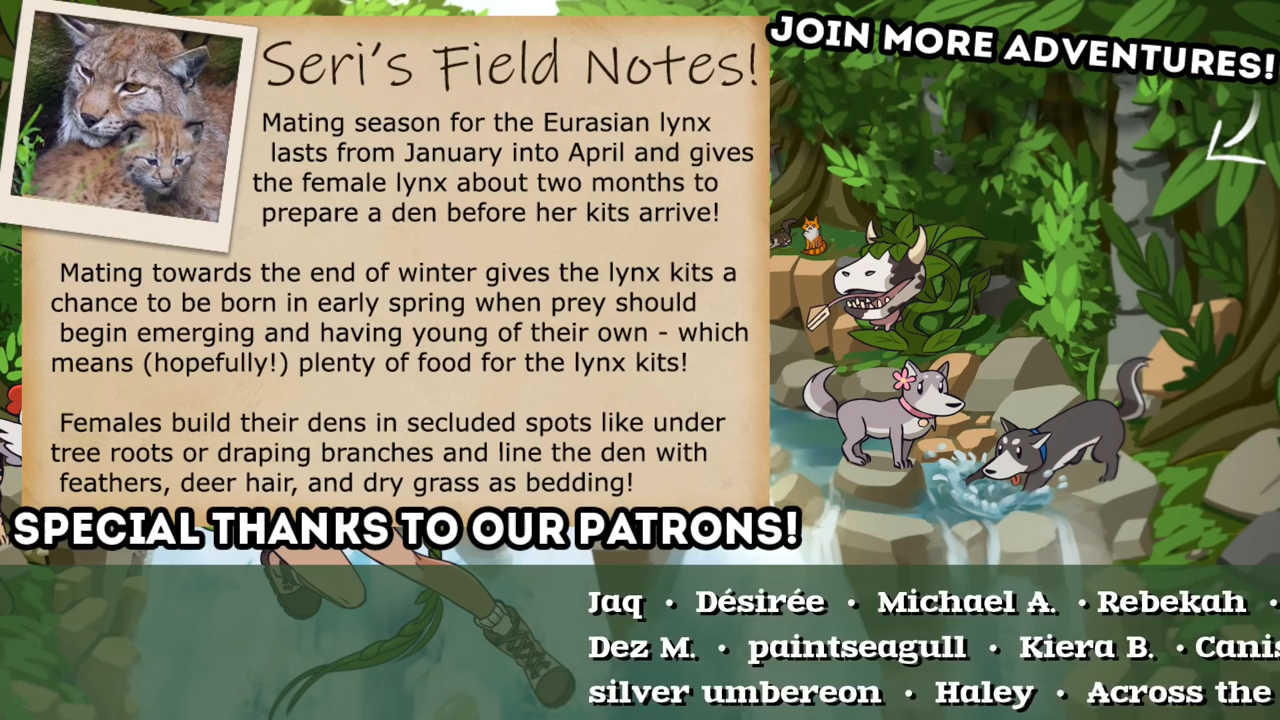 Seri's Field Notes!
JOIN MORE ADVENTURES!
Mating season for the Eurasian lynx
lasts from January into April and gives
the female lynx about two months to
prepare a den before her kits arrive!
Mating towards the end of winter gives the lynx kits a
chance to be born in early spring when prey should
begin emerging and having young of their own - which
means (hopefully!) plenty of food for the lynx kits!
Females build their dens in secluded spots like under
tree roots or draping branches and line the den with
feathers, deer hair, and dry grass as bedding!
SPECIAL THANKS TO OUR PATRONS!
Jaq • Désirée • Michael A. • Rebekah •
Dez M. • paintseagull • Kiera B. • Canis
silver umbereon • Haley • Across the